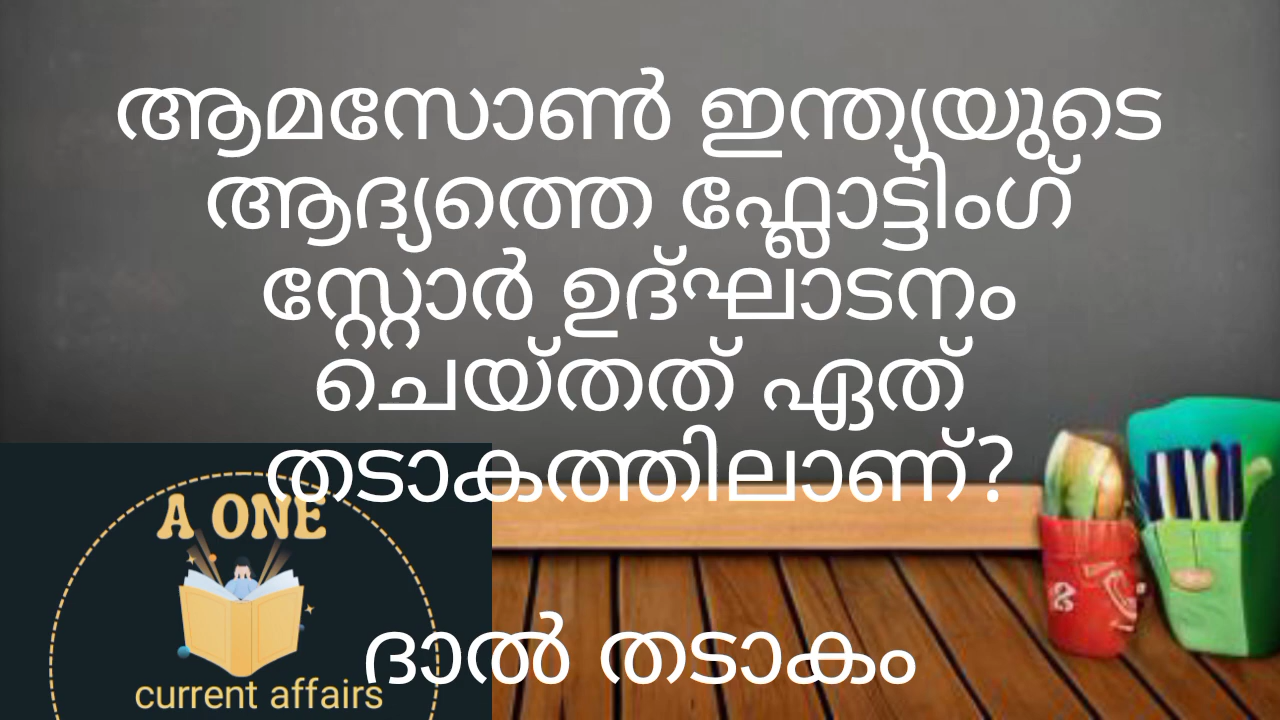 ആമസോൺ ഇന്ത്യയുടെ
ആദ്യത്തെ ഫ്ലോട്ടിംഗ്
സ്റ്റോർ ഉദ്ഘാടനം
ചെയ്തത് ഏത്
തടാകത്തിലാണ്?
A ONE
ദാൽ തടാകം
current affairs